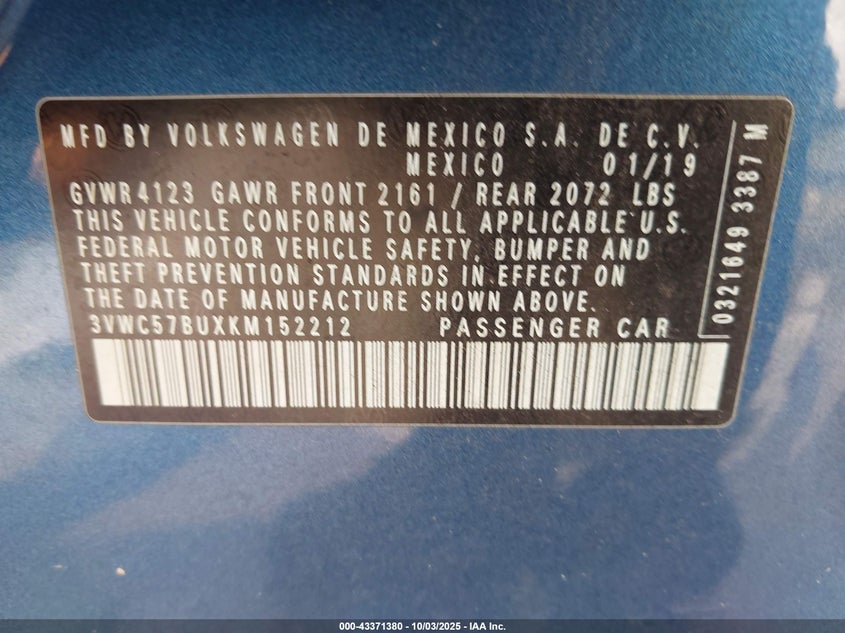 MFD BY VOLKSWAGEN DE MEXICO S.A. DE C.V.
MEXICO 01/19
GVWR 4123 GAWR FRONT 2161 / REAR 2072 LBS
THIS VEHICLE CONFORMS TO ALL APPLICABLE U.S.
FEDERAL MOTOR VEHICLE SAFETY, BUMPER AND
THEFT PREVENTION STANDARDS IN EFFECT ON
THE DATE OF MANUFACTURE SHOWN ABOVE.
3VWC57BUXKM152212 PASSENGER CAR
0321649 3387 M
000-43371380 - 10/03/2025 - IAA Inc.